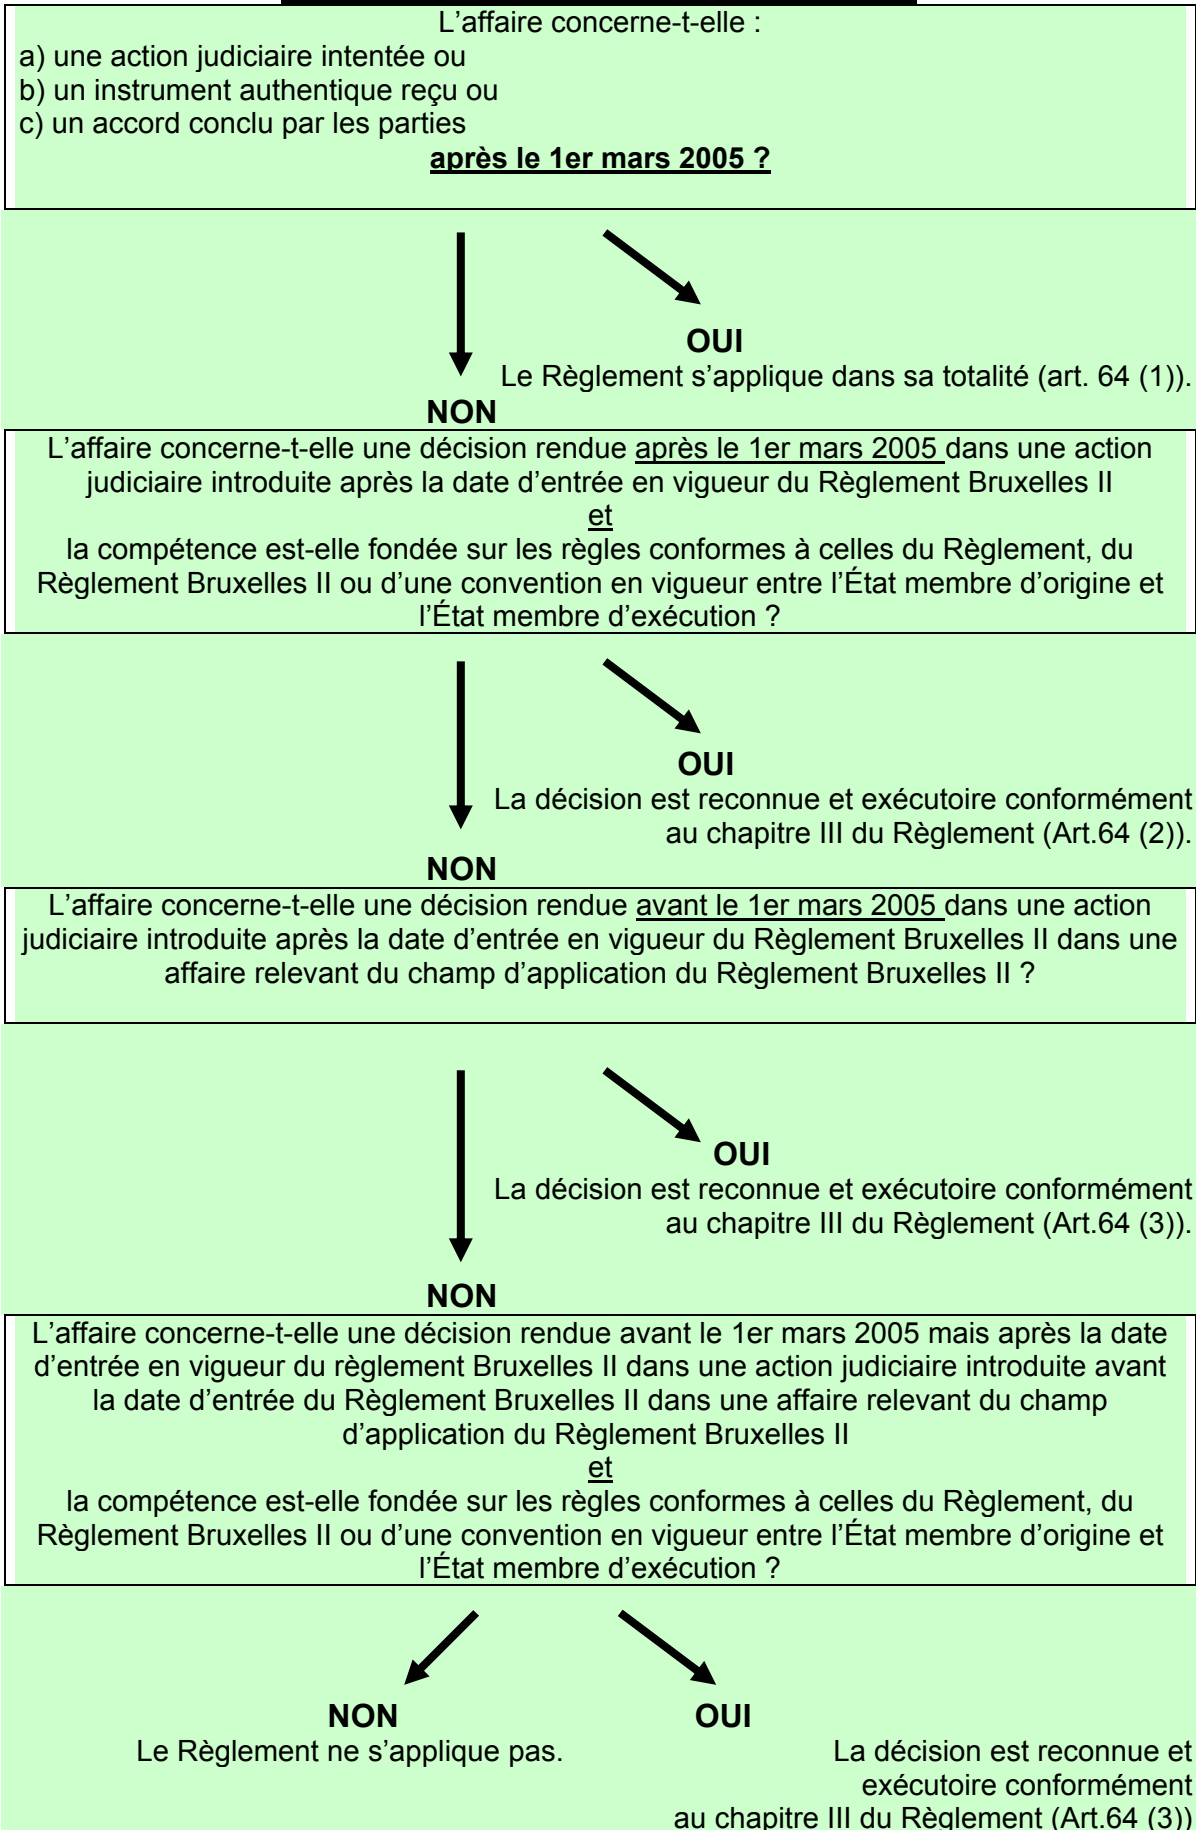 L’affaire concerne-t-elle :
a) une action judiciaire intentée ou
b) un instrument authentique reçu ou
c) un accord conclu par les parties
après le 1er mars 2005 ?
OUI
Le Règlement s’applique dans sa totalité (art. 64 (1)).
NON
L’affaire concerne-t-elle une décision rendue après le 1er mars 2005 dans une action
judiciaire introduite après la date d’entrée en vigueur du Règlement Bruxelles II
et
la compétence est-elle fondée sur les règles conformes à celles du Règlement, du
Règlement Bruxelles II ou d’une convention en vigueur entre l’État membre d’origine et
l’État membre d’exécution ?
OUI
La décision est reconnue et exécutoire conformément
au chapitre III du Règlement (Art.64 (2)).
NON
L’affaire concerne-t-elle une décision rendue avant le 1er mars 2005 dans une action
judiciaire introduite après la date d’entrée en vigueur du Règlement Bruxelles II dans une
affaire relevant du champ d’application du Règlement Bruxelles II ?
OUI
La décision est reconnue et exécutoire conformément
au chapitre III du Règlement (Art.64 (3)).
NON
L’affaire concerne-t-elle une décision rendue avant le 1er mars 2005 mais après la date
d’entrée en vigueur du règlement Bruxelles II dans une action judiciaire introduite avant
la date d’entrée du Règlement Bruxelles II dans une affaire relevant du champ
d’application du Règlement Bruxelles II
et
la compétence est-elle fondée sur les règles conformes à celles du Règlement, du
Règlement Bruxelles II ou d’une convention en vigueur entre l’État membre d’origine et
l’État membre d’exécution ?
NON
Le Règlement ne s’applique pas.
OUI
La décision est reconnue et
exécutoire conformément
au chapitre III du Règlement (Art.64 (3))